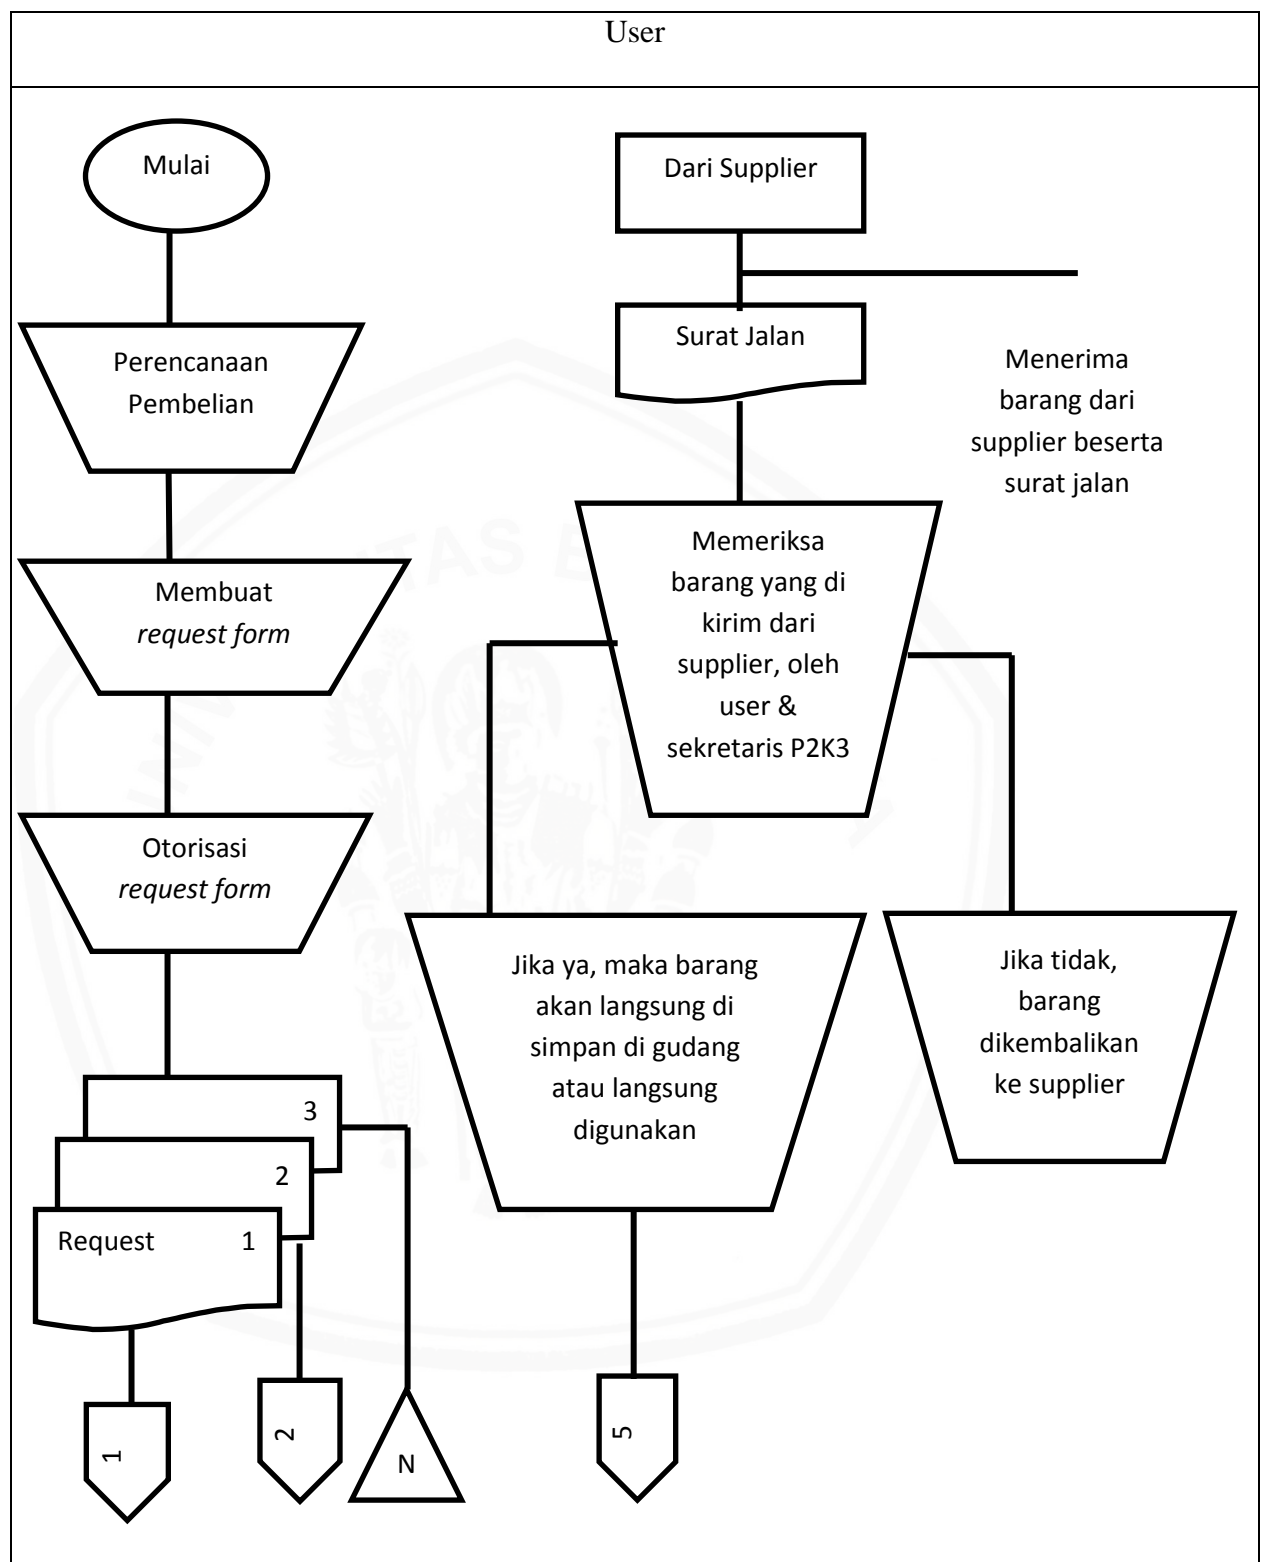 User
Mulai
Perencanaan
Pembelian
Membuat
request form
Otorisasi
request form
3
2
Request 1
1
2
N
Dari Supplier
Surat Jalan
Menerima
barang dari
supplier beserta
surat jalan
Memeriksa
barang yang di
kirim dari
supplier, oleh
user &
sekretaris P2K3
Jika ya, maka barang
akan langsung di
simpan di gudang
atau langsung
digunakan
Jika tidak,
barang
dikembalikan
ke supplier
5